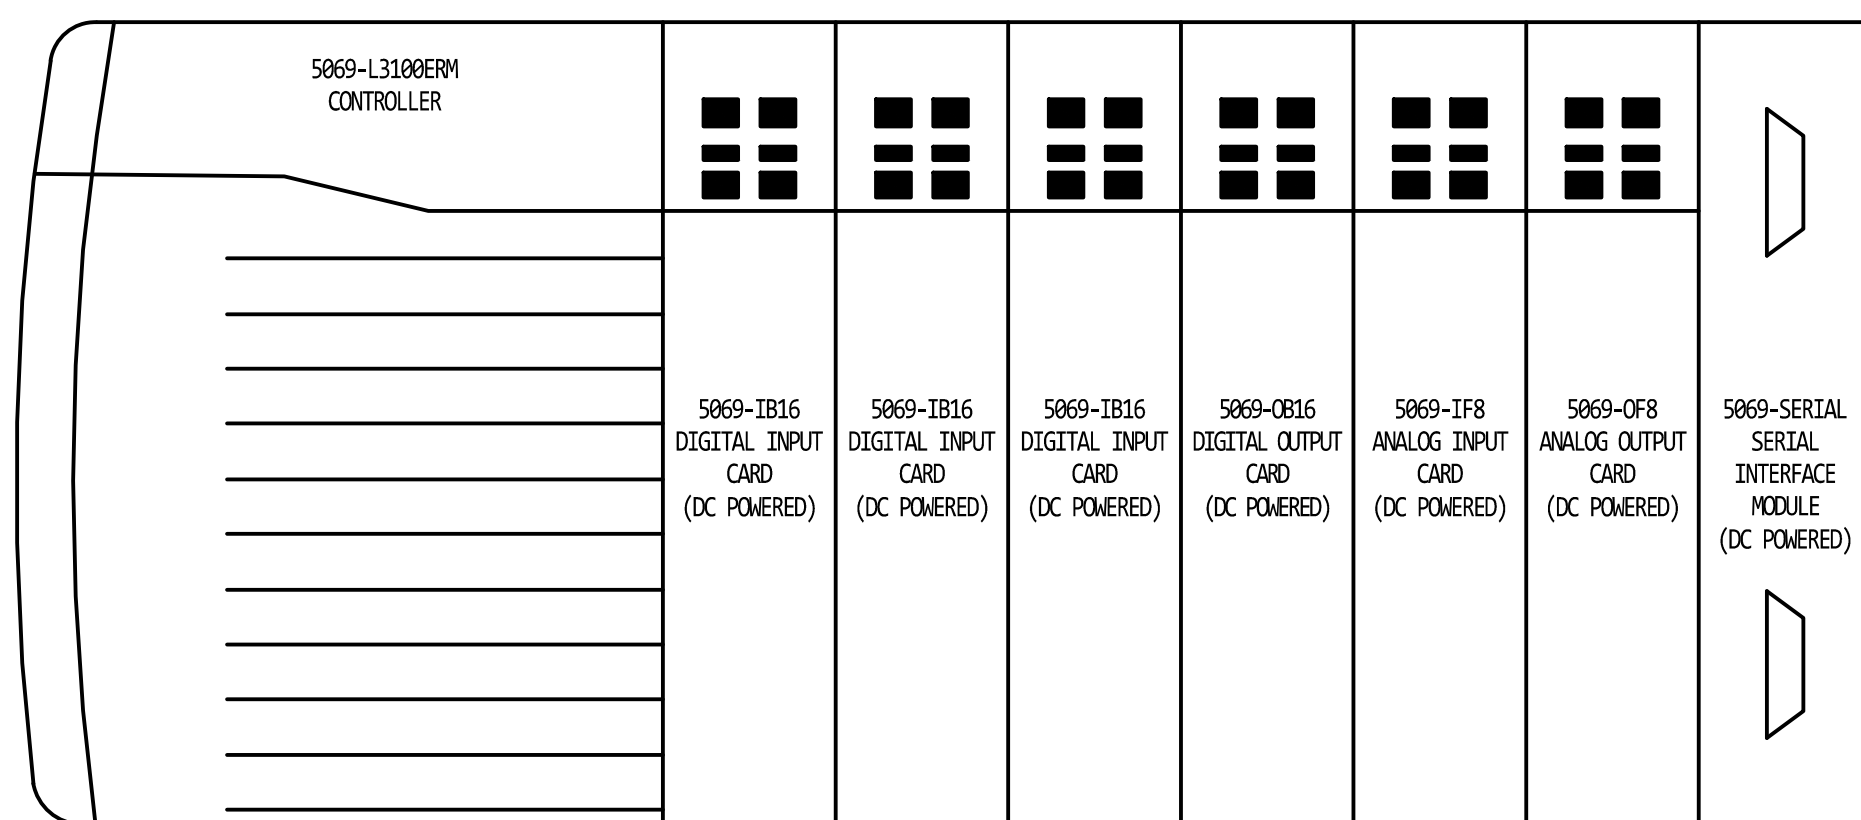 5069-L3100ERM
CONTROLLER
5069-IB16
DIGITAL INPUT
CARD
(DC POWERED)
5069-IB16
DIGITAL INPUT
CARD
(DC POWERED)
5069-IB16
DIGITAL INPUT
CARD
(DC POWERED)
5069-OB16
DIGITAL OUTPUT
CARD
(DC POWERED)
5069-IF8
ANALOG INPUT
CARD
(DC POWERED)
5069-OF8
ANALOG OUTPUT
CARD
(DC POWERED)
5069-SERIAL
SERIAL
INTERFACE
MODULE
(DC POWERED)